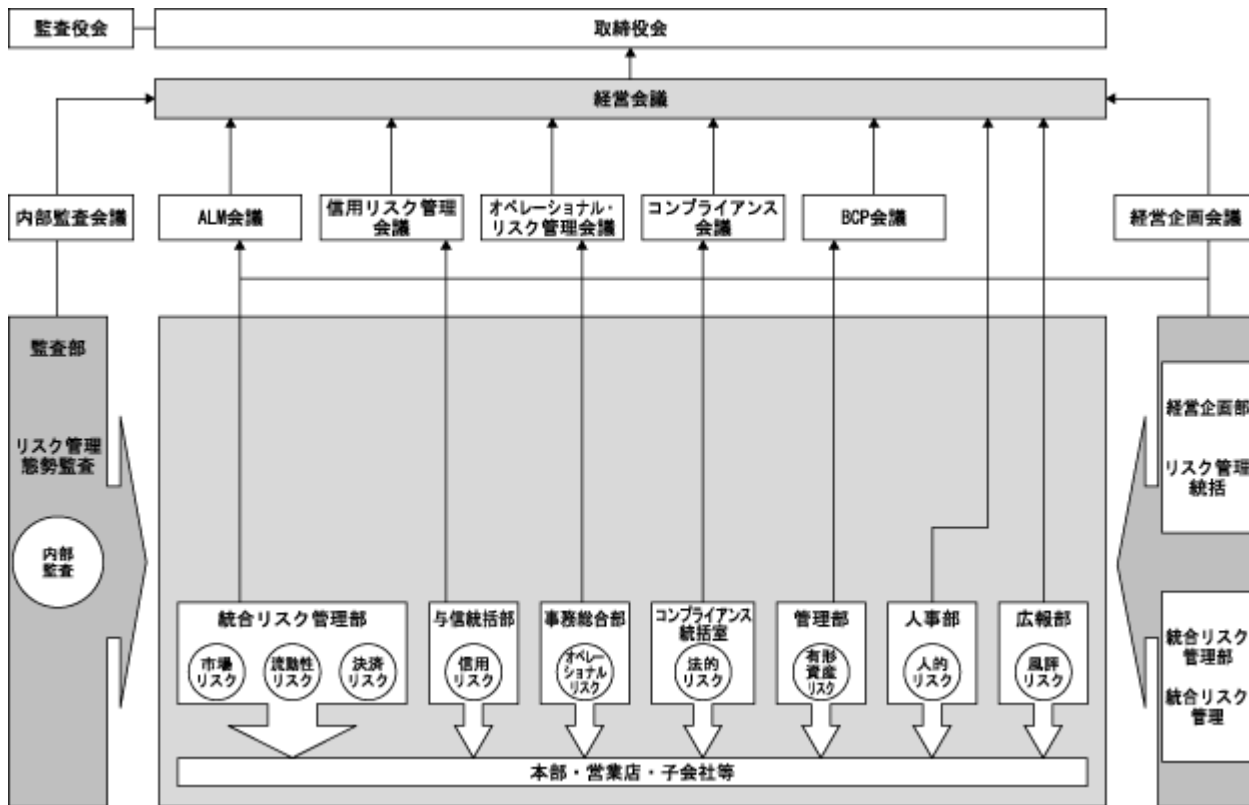 監査役会
取締役会
経営会議
内部監査会議
ALM会議
信用リスク管理
会議
オペレーショナル・
リスク管理会議
コンプライアンス
会議
BCP会議
経営企画会議
監査部
リスク管理
態勢監査
内部
監査
経営企画部
リスク管理
統括
統合リスク
管理部
統合リスク
管理
統合リスク管理部
市場
リスク
流動性
リスク
決済
リスク
与信統括部
信用
リスク
事務総合部
オペレー
ショナル
リスク
コンプライアンス
統括室
法的
リスク
管理部
有形
資産
リスク
人事部
人的
リスク
広報部
風評
リスク
本部・営業店・子会社等